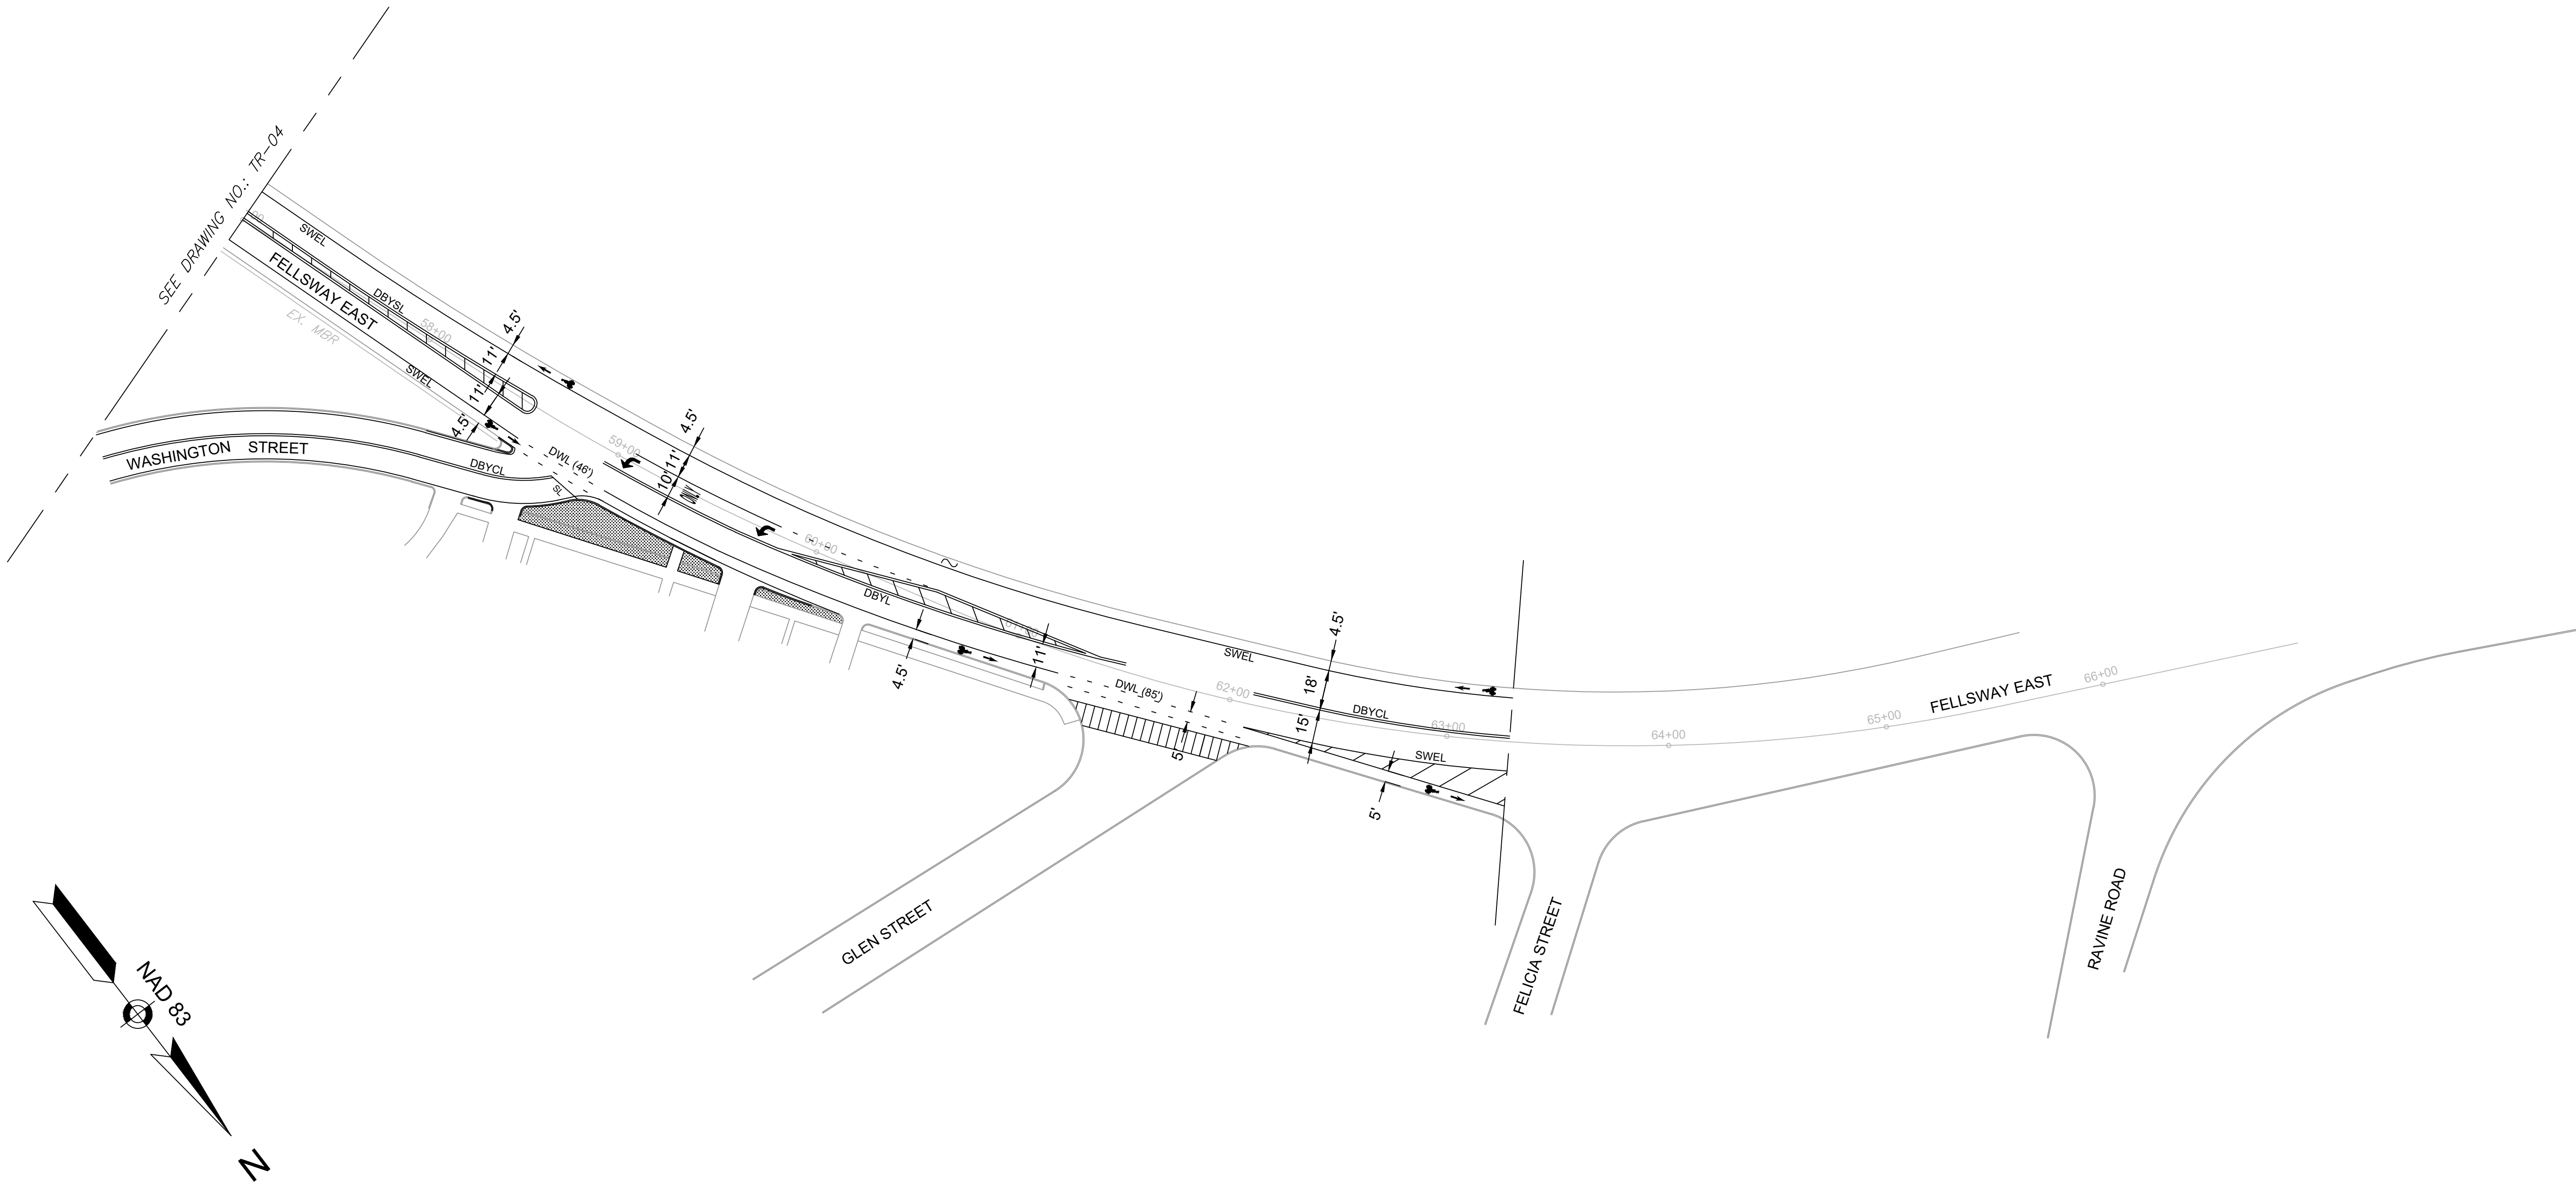 SEE DRAWING NO.: TR-04
SWEL
FELLSWAY EAST
DBYSL
58+00
EX. MBR
SWEL
4.5'
11'
11'
4.5'
WASHINGTON STREET
DBYCL
SL
DWL (46')
59+00
4.5'
11'
10'
60+00
DBYL
4.5'
11'
DWL (85')
5'
62+00
SWEL
4.5'
18'
15'
DBYCL
63+00
SWEL
5'
64+00
65+00
FELLSWAY EAST
66+00
GLEN STREET
FELICIA STREET
RAVINE ROAD
NAD 83
N